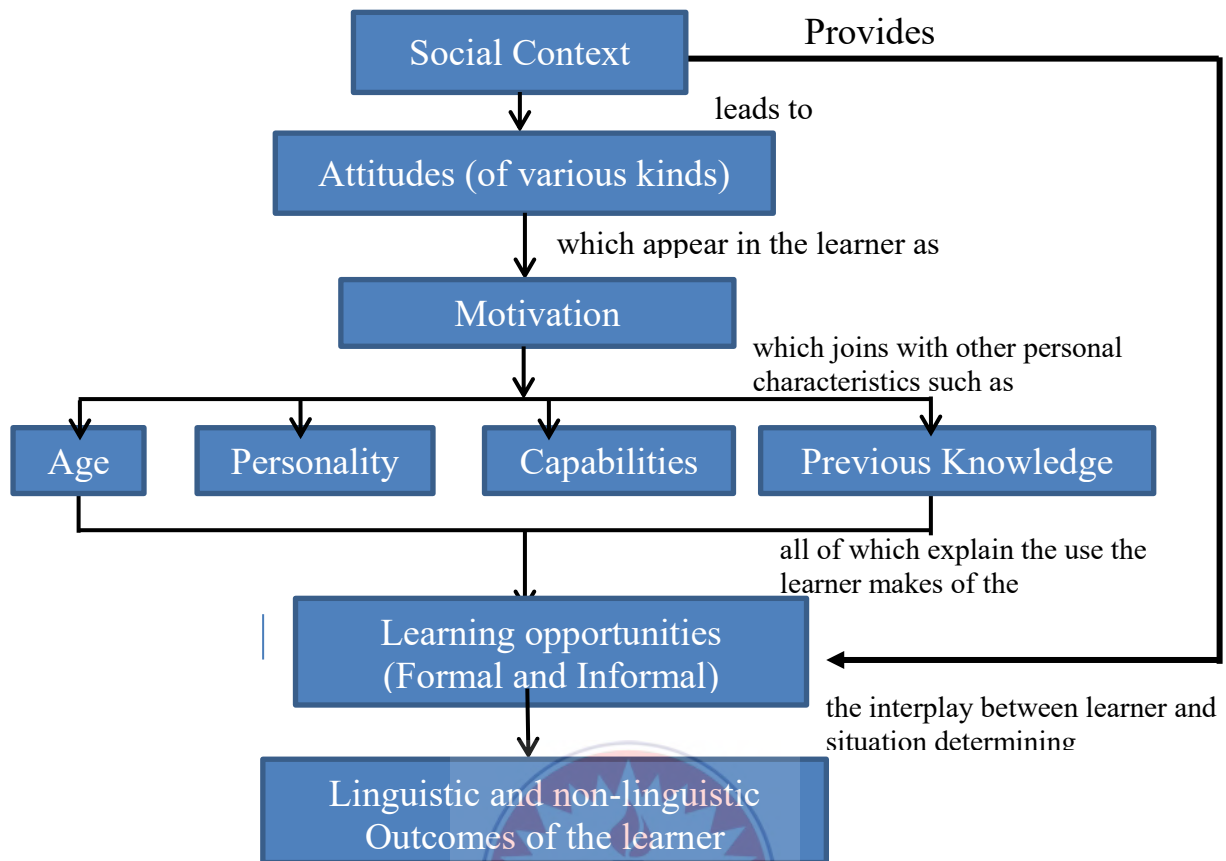 Social Context
Provides
leads to
Attitudes (of various kinds)
which appear in the learner as
Motivation
which joins with other personal
characteristics such as
Age
Personality
Capabilities
Previous Knowledge
all of which explain the use the
learner makes of the
Learning opportunities
(Formal and Informal)
the interplay between learner and
situation determining
Linguistic and non-linguistic
Outcomes of the learner